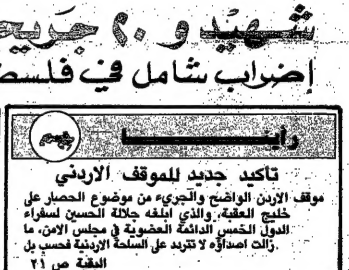 شهيد و ٢٠ جريح
إضراب شامل في فلسط
رأينا
تأكيد جديد للموقف الاردني
موقف الاردن الواضح والجريء من موضوع الحصار على
خليج العقبة، والذي ابلغه جلالة الحسين لسفراء
الدول الخمس الدائمة العضوية في مجلس الامن، ما
زالت اصداؤه لا تتردد على الساحة الاردنية فحسب بل
البقية ص ٢١